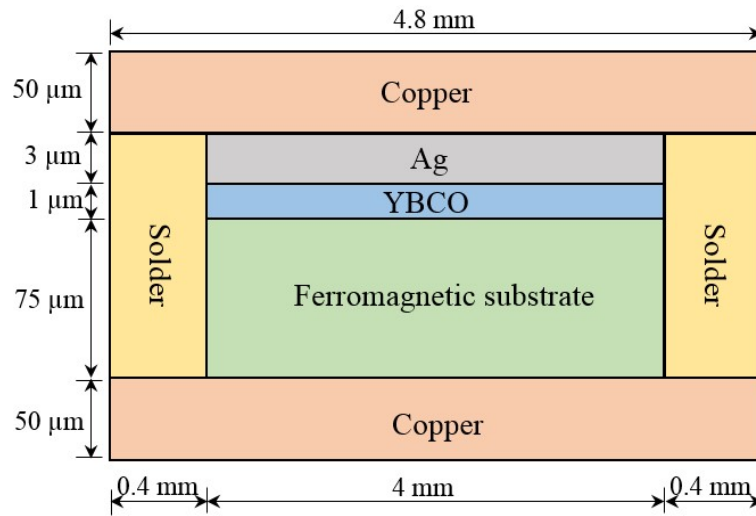 4.8 mm
50 µm
Copper
3 µm
Ag
1 µm
YBCO
Solder
Solder
75 µm
Ferromagnetic substrate
50 µm
Copper
0.4 mm
4 mm
0.4 mm